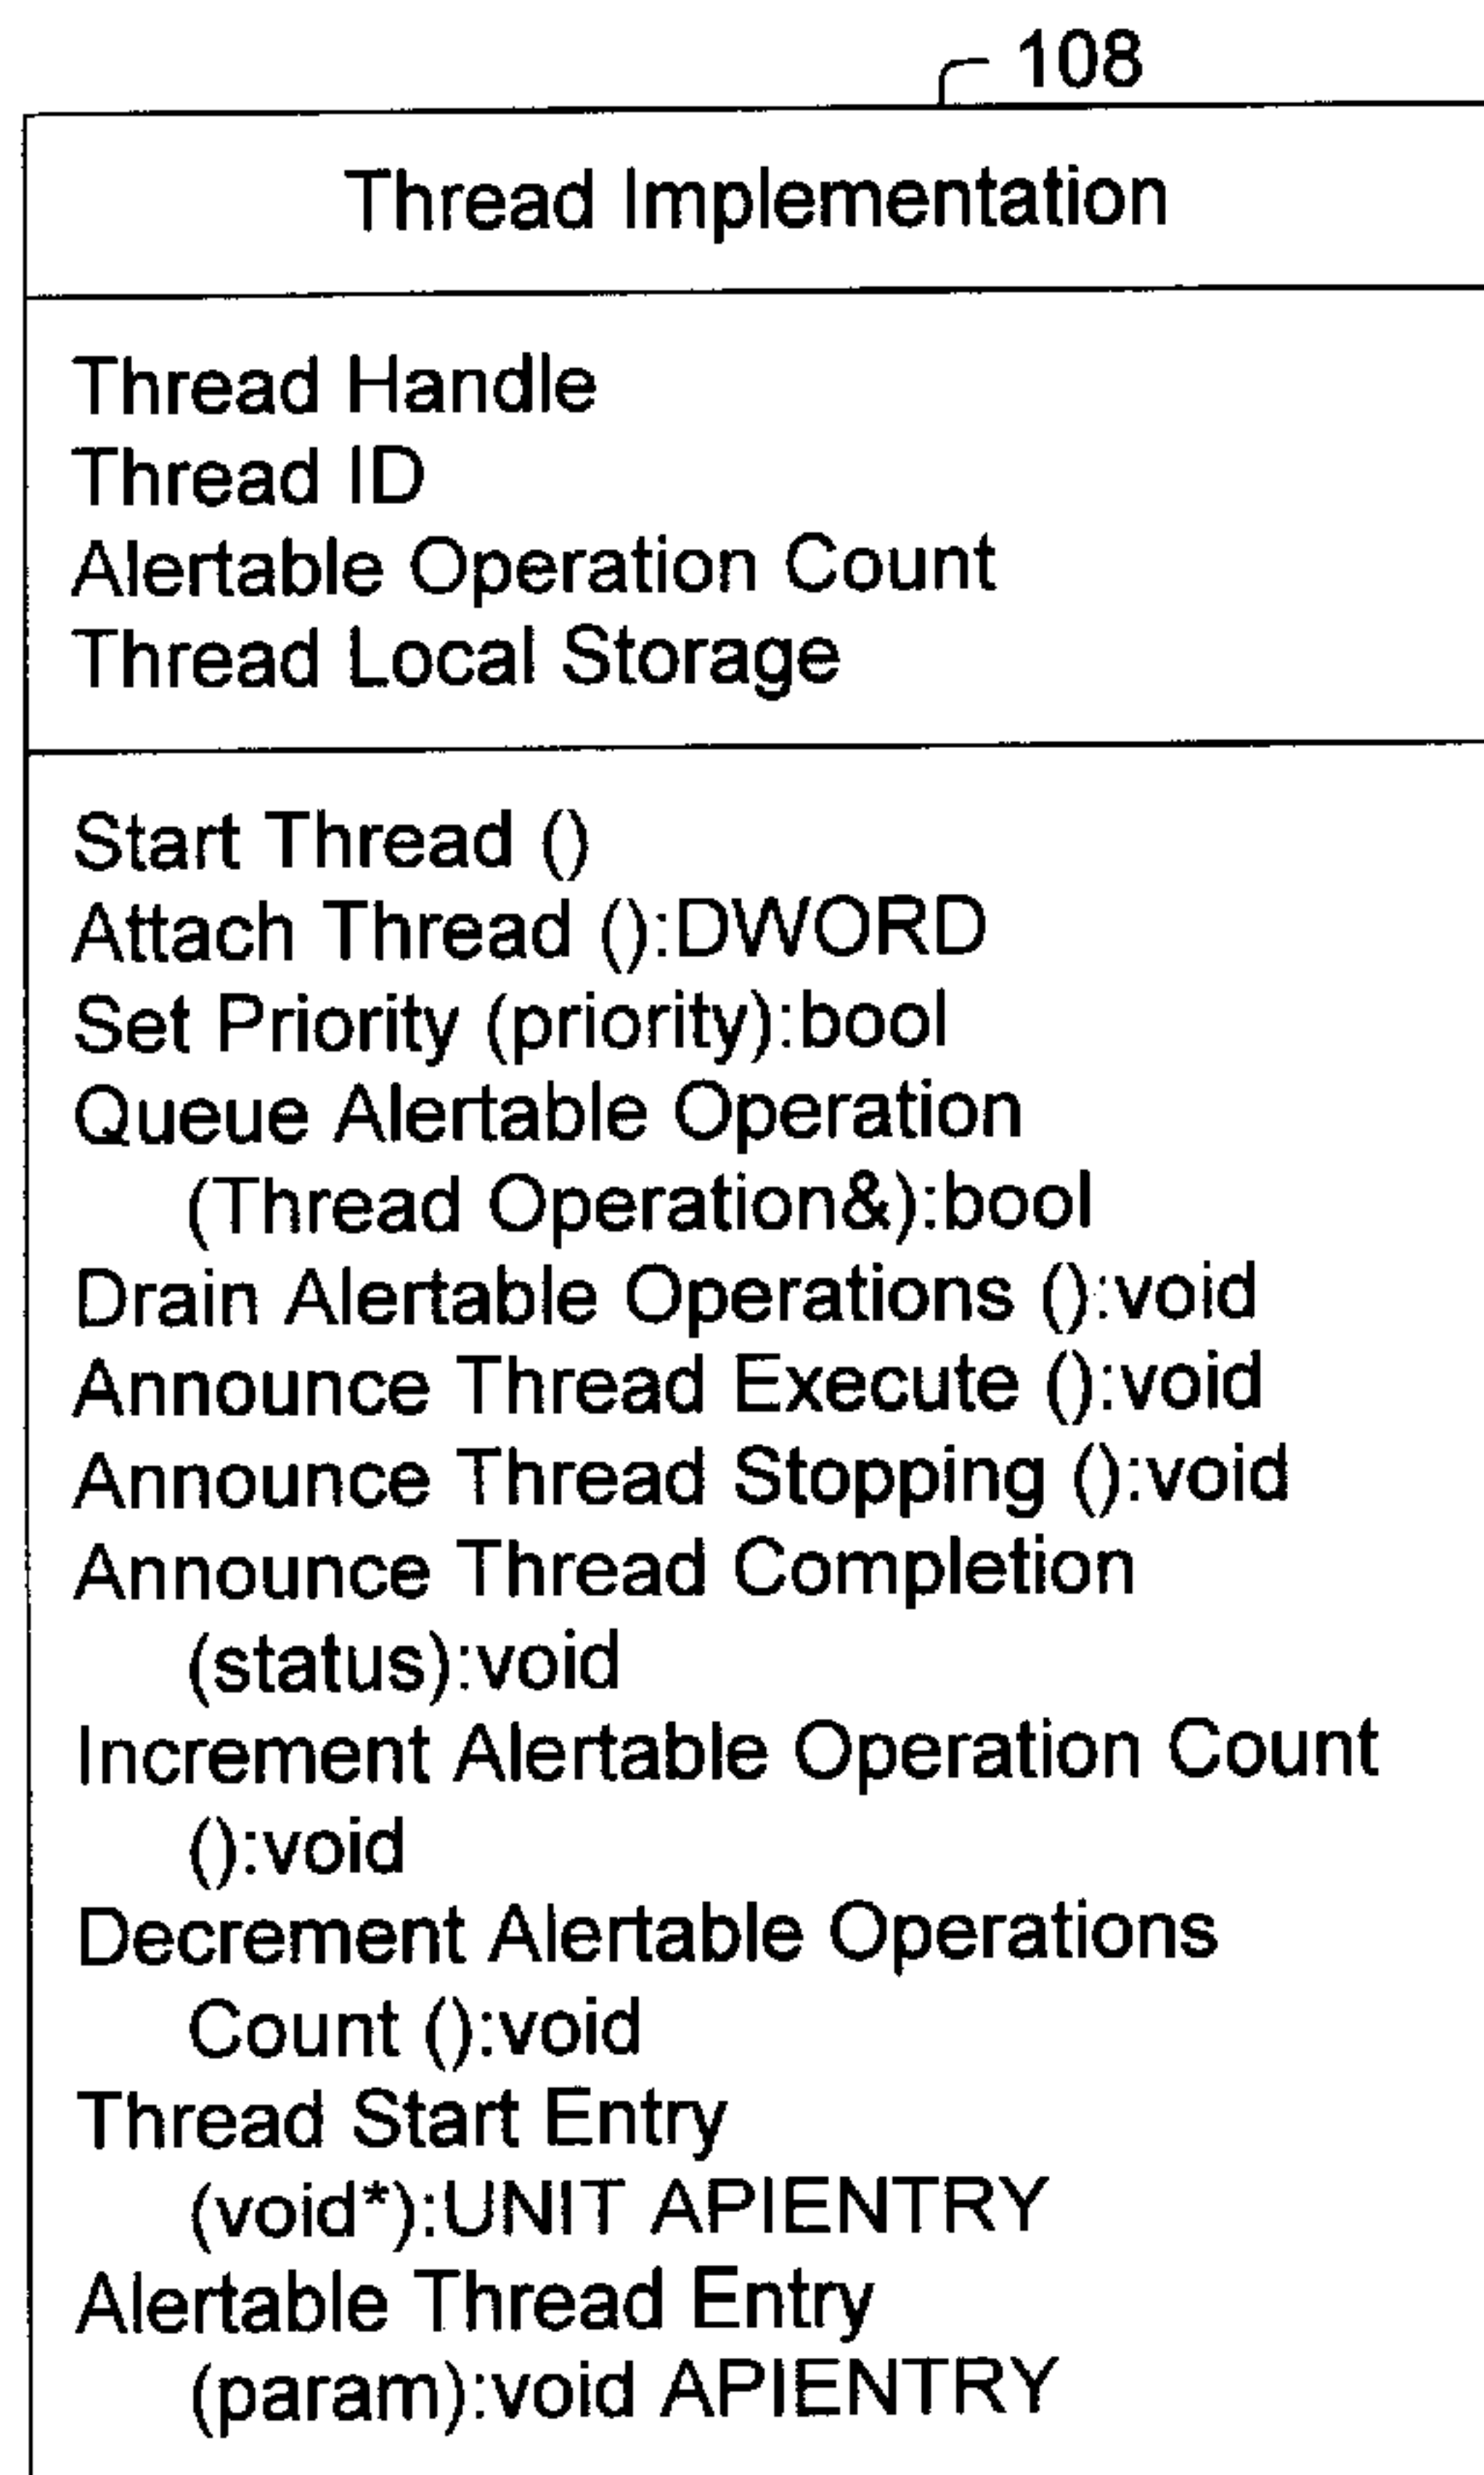 108
Thread Implementation
Thread Handle
Thread ID
Alertable Operation Count
Thread Local Storage
Start Thread ()
Attach Thread ():DWORD
Set Priority (priority):bool
Queue Alertable Operation
(Thread Operation&):bool
Drain Alertable Operations ():void
Announce Thread Execute ():void
Announce Thread Stopping ():void
Announce Thread Completion
(status):void
Increment Alertable Operation Count
():void
Decrement Alertable Operations
Count ():void
Thread Start Entry
(void*):UNIT APIENTRY
Alertable Thread Entry
(param):void APIENTRY